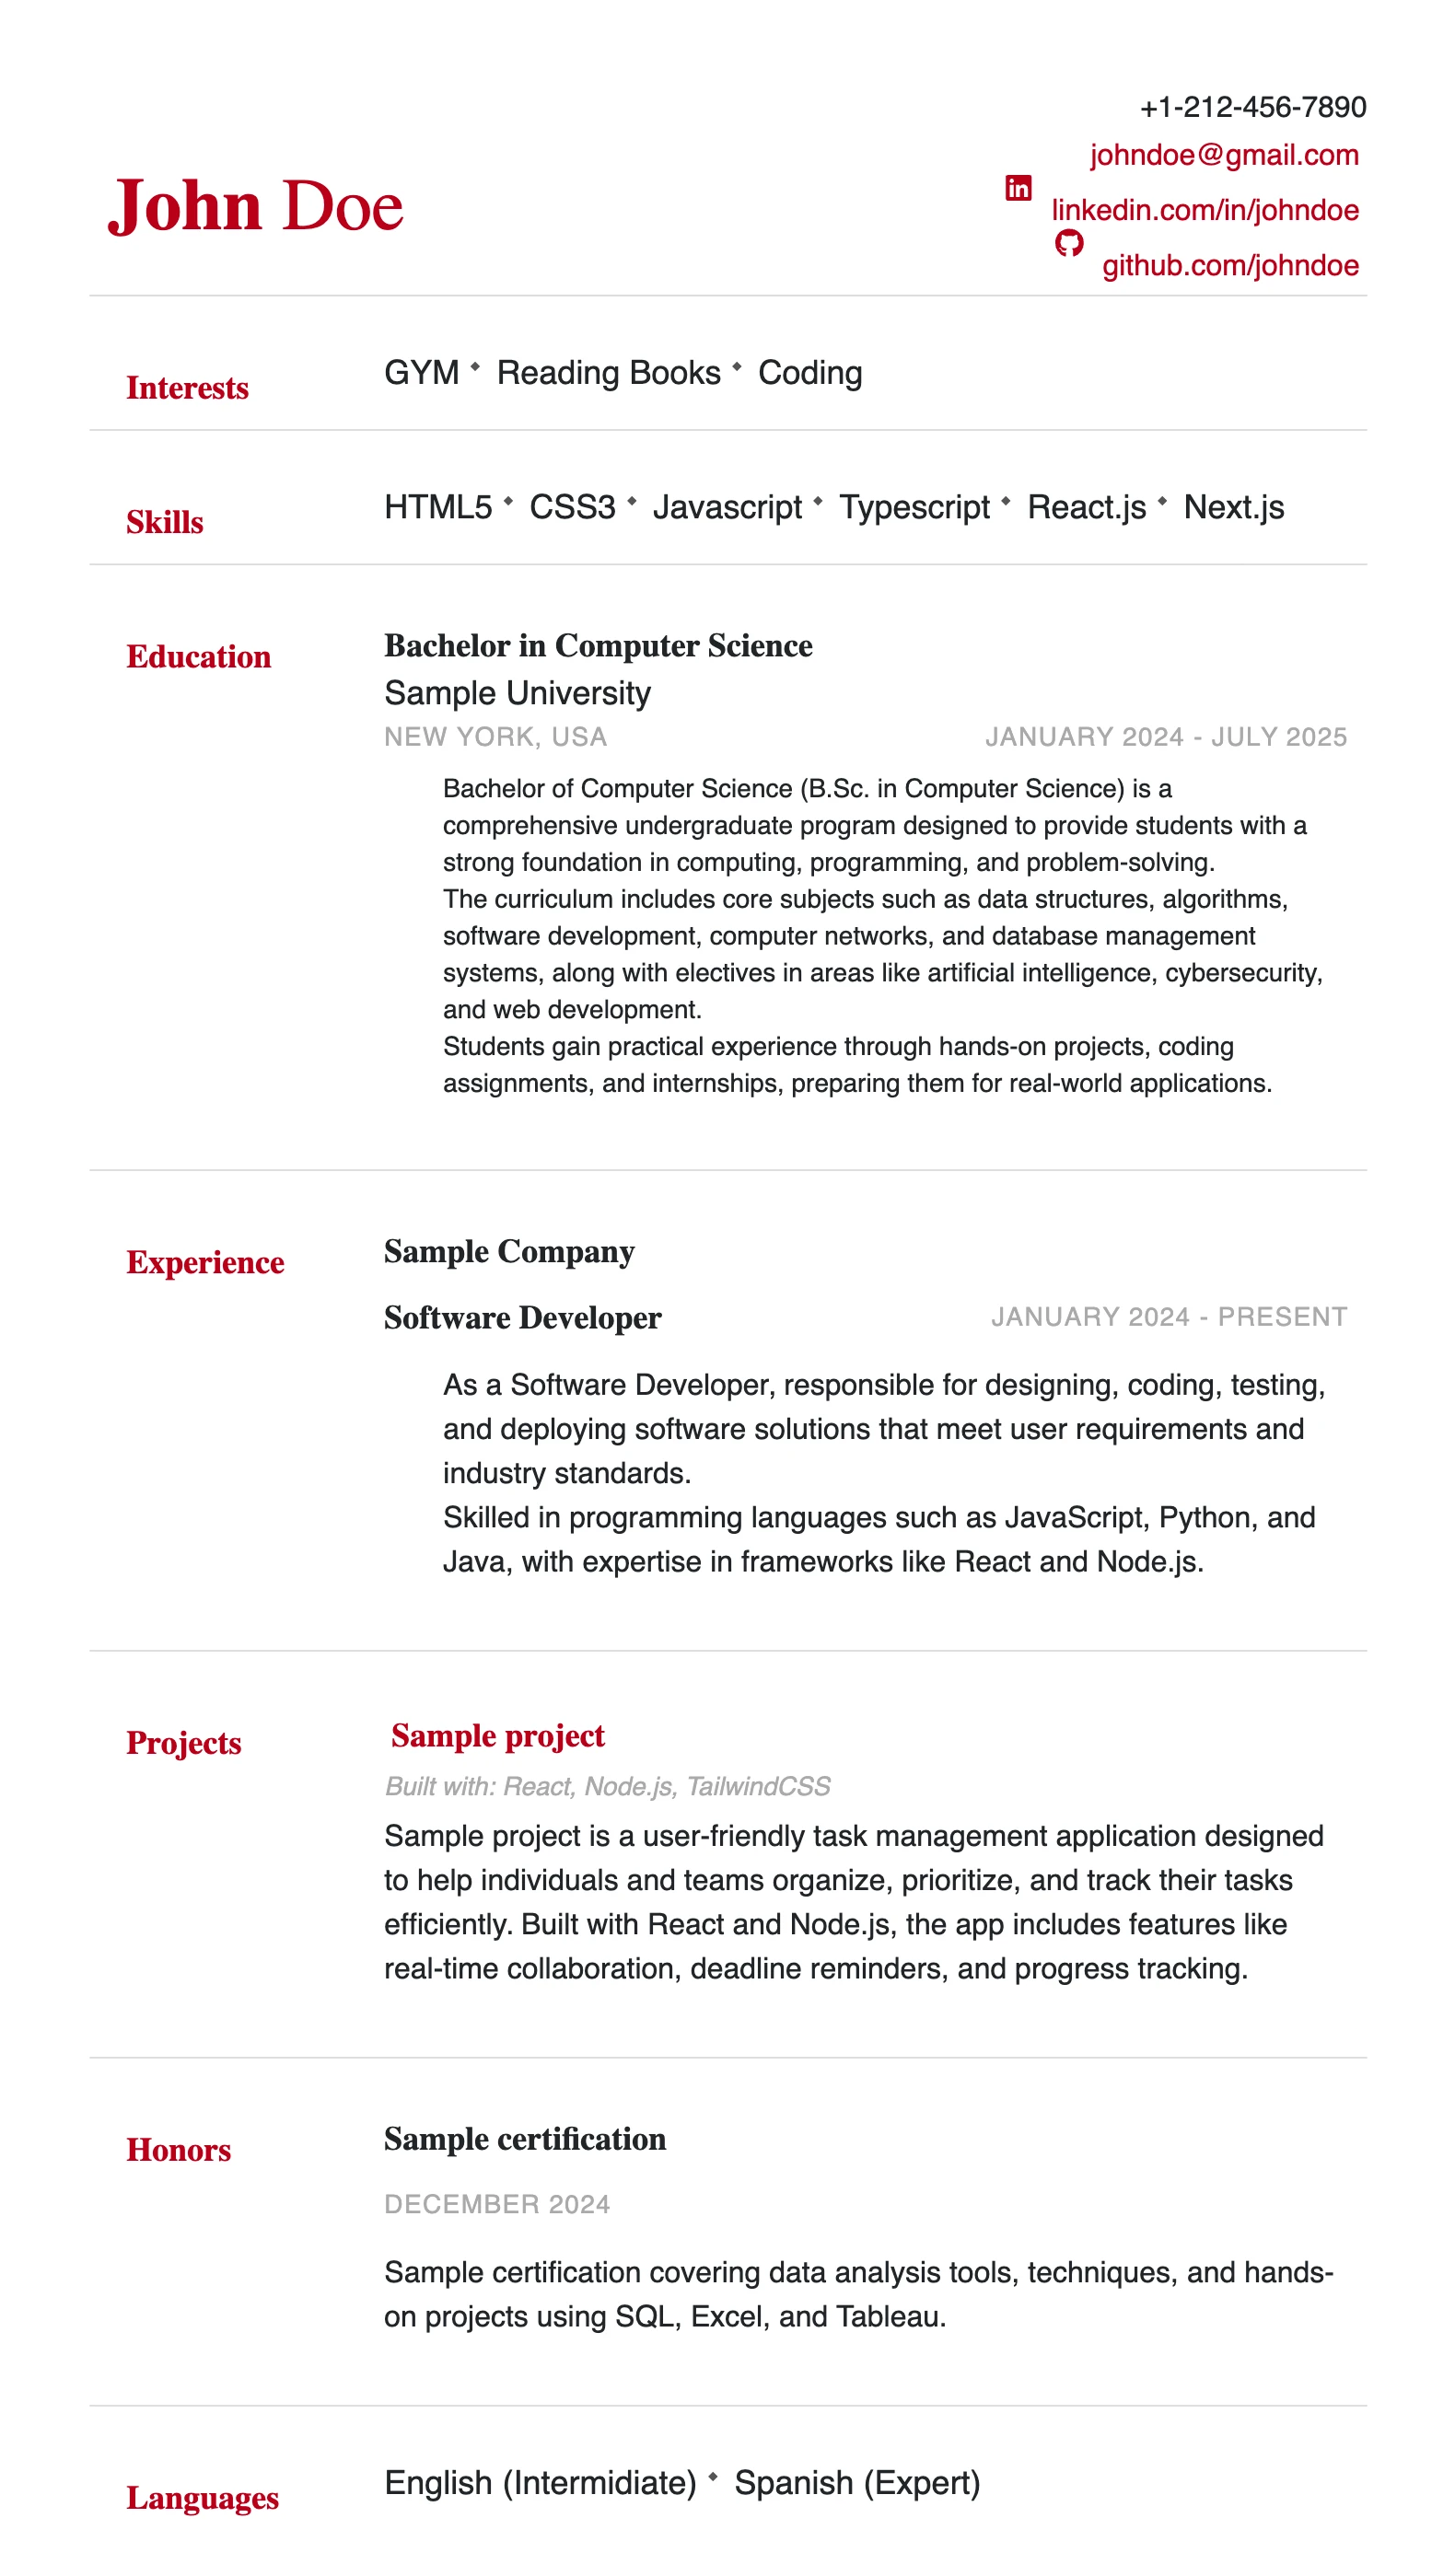 +1-212-456-7890
johndoe@gmail.com
John Doe
linkedin.com/in/johndoe
github.com/johndoe
Interests
GYM ◆ Reading Books ◆ Coding
Skills
HTML5 ◆ CSS3 ◆ Javascript ◆ Typescript ◆ React.js ◆ Next.js
Education
Bachelor in Computer Science
Sample University
NEW YORK, USA JANUARY 2024 - JULY 2025
Bachelor of Computer Science (B.Sc. in Computer Science) is a
comprehensive undergraduate program designed to provide students with a
strong foundation in computing, programming, and problem-solving.
The curriculum includes core subjects such as data structures, algorithms,
software development, computer networks, and database management
systems, along with electives in areas like artificial intelligence, cybersecurity,
and web development.
Students gain practical experience through hands-on projects, coding
assignments, and internships, preparing them for real-world applications.
Experience
Sample Company
Software Developer JANUARY 2024 - PRESENT
As a Software Developer, responsible for designing, coding, testing,
and deploying software solutions that meet user requirements and
industry standards.
Skilled in programming languages such as JavaScript, Python, and
Java, with expertise in frameworks like React and Node.js.
Projects
Sample project
Built with: React, Node.js, TailwindCSS
Sample project is a user-friendly task management application designed
to help individuals and teams organize, prioritize, and track their tasks
efficiently. Built with React and Node.js, the app includes features like
real-time collaboration, deadline reminders, and progress tracking.
Honors
Sample certification
DECEMBER 2024
Sample certification covering data analysis tools, techniques, and hands-
on projects using SQL, Excel, and Tableau.
Languages
English (Intermidiate) ◆ Spanish (Expert)